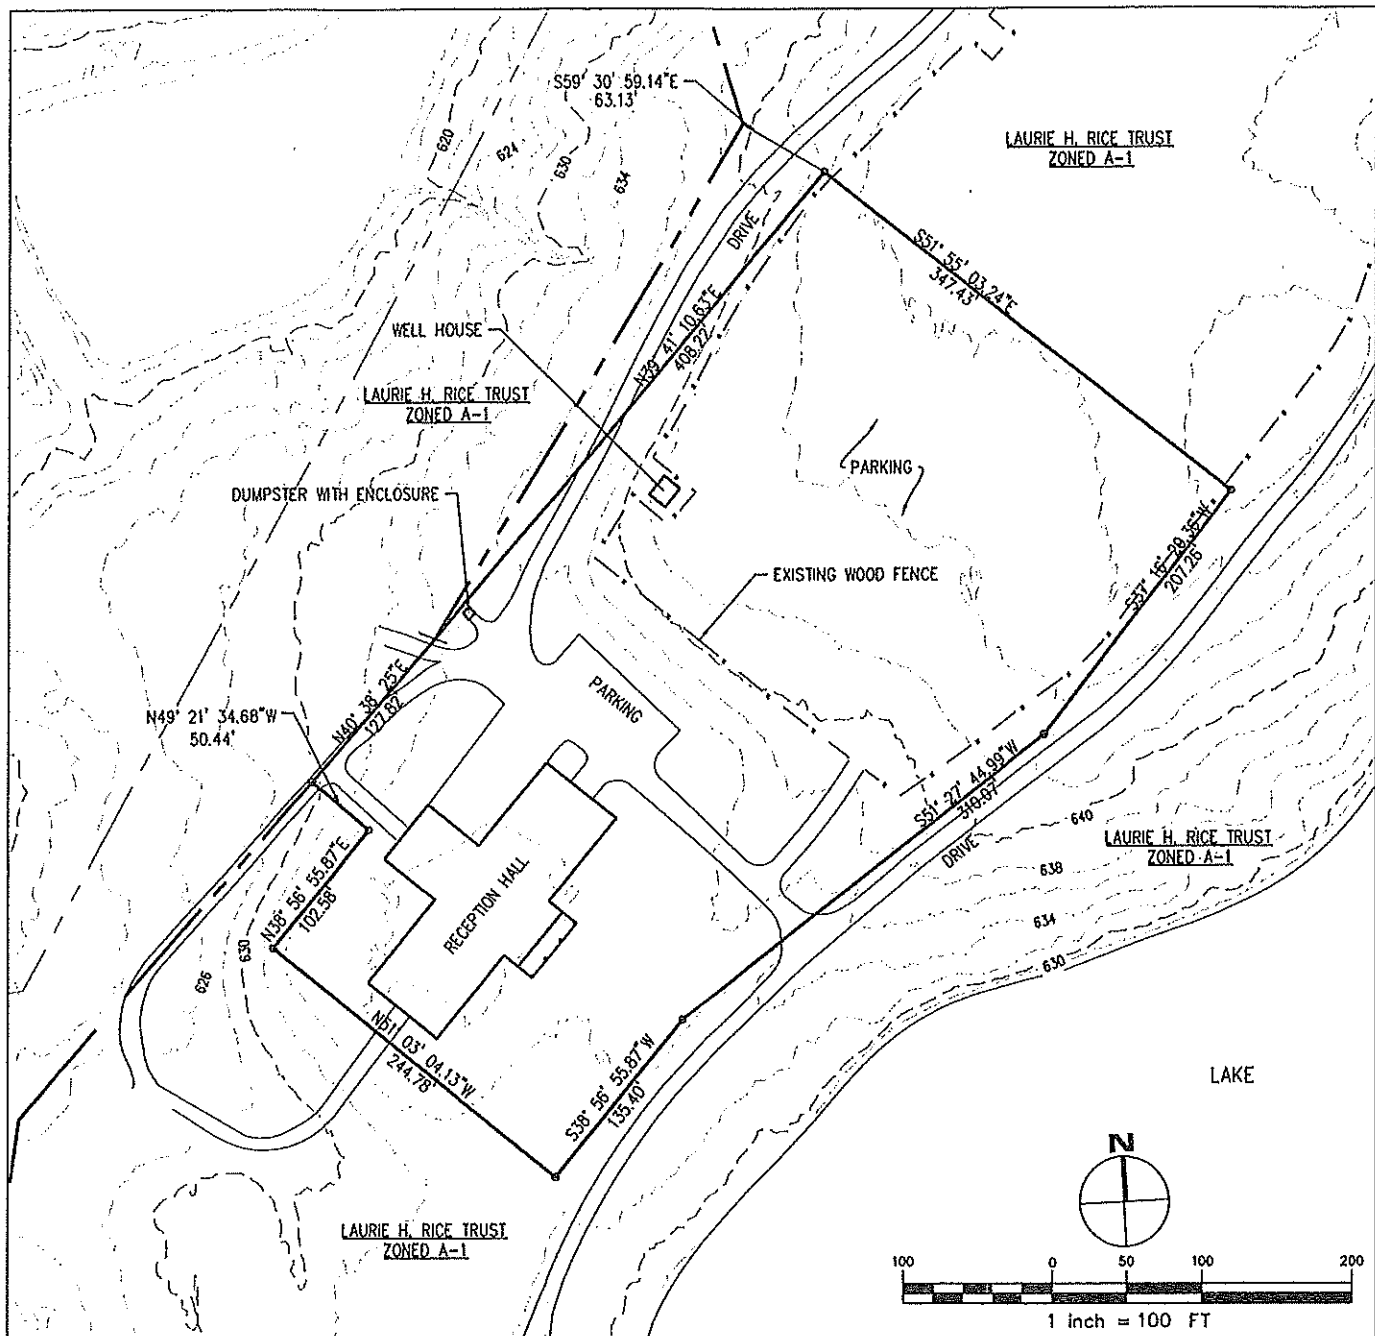 S59° 30' 59.14"E
63.13'
LAURIE H. RICE TRUST
ZONED A-1
620
624
630
634
DRIVE
S51° 55' 03.24"E
347.43'
N39° 41' 10.63"E
408.22'
WELL HOUSE
LAURIE H. RICE TRUST
ZONED A-1
PARKING
DUMPSTER WITH ENCLOSURE
S37° 16' 29.36"W
207.25'
EXISTING WOOD FENCE
N40° 38' 25"E
127.82'
PARKING
N49° 21' 34.68"W
50.44'
S51° 27' 44.99"W
310.07'
DRIVE
640
LAURIE H. RICE TRUST
ZONED A-1
638
634
630
RECEPTION HALL
N38° 56' 55.87"E
102.58'
630
626
N51° 03' 04.13"W
244.78'
S38° 56' 55.87"W
135.40'
LAKE
N
LAURIE H. RICE TRUST
ZONED A-1
100 0 50 100 200
1 inch = 100 FT